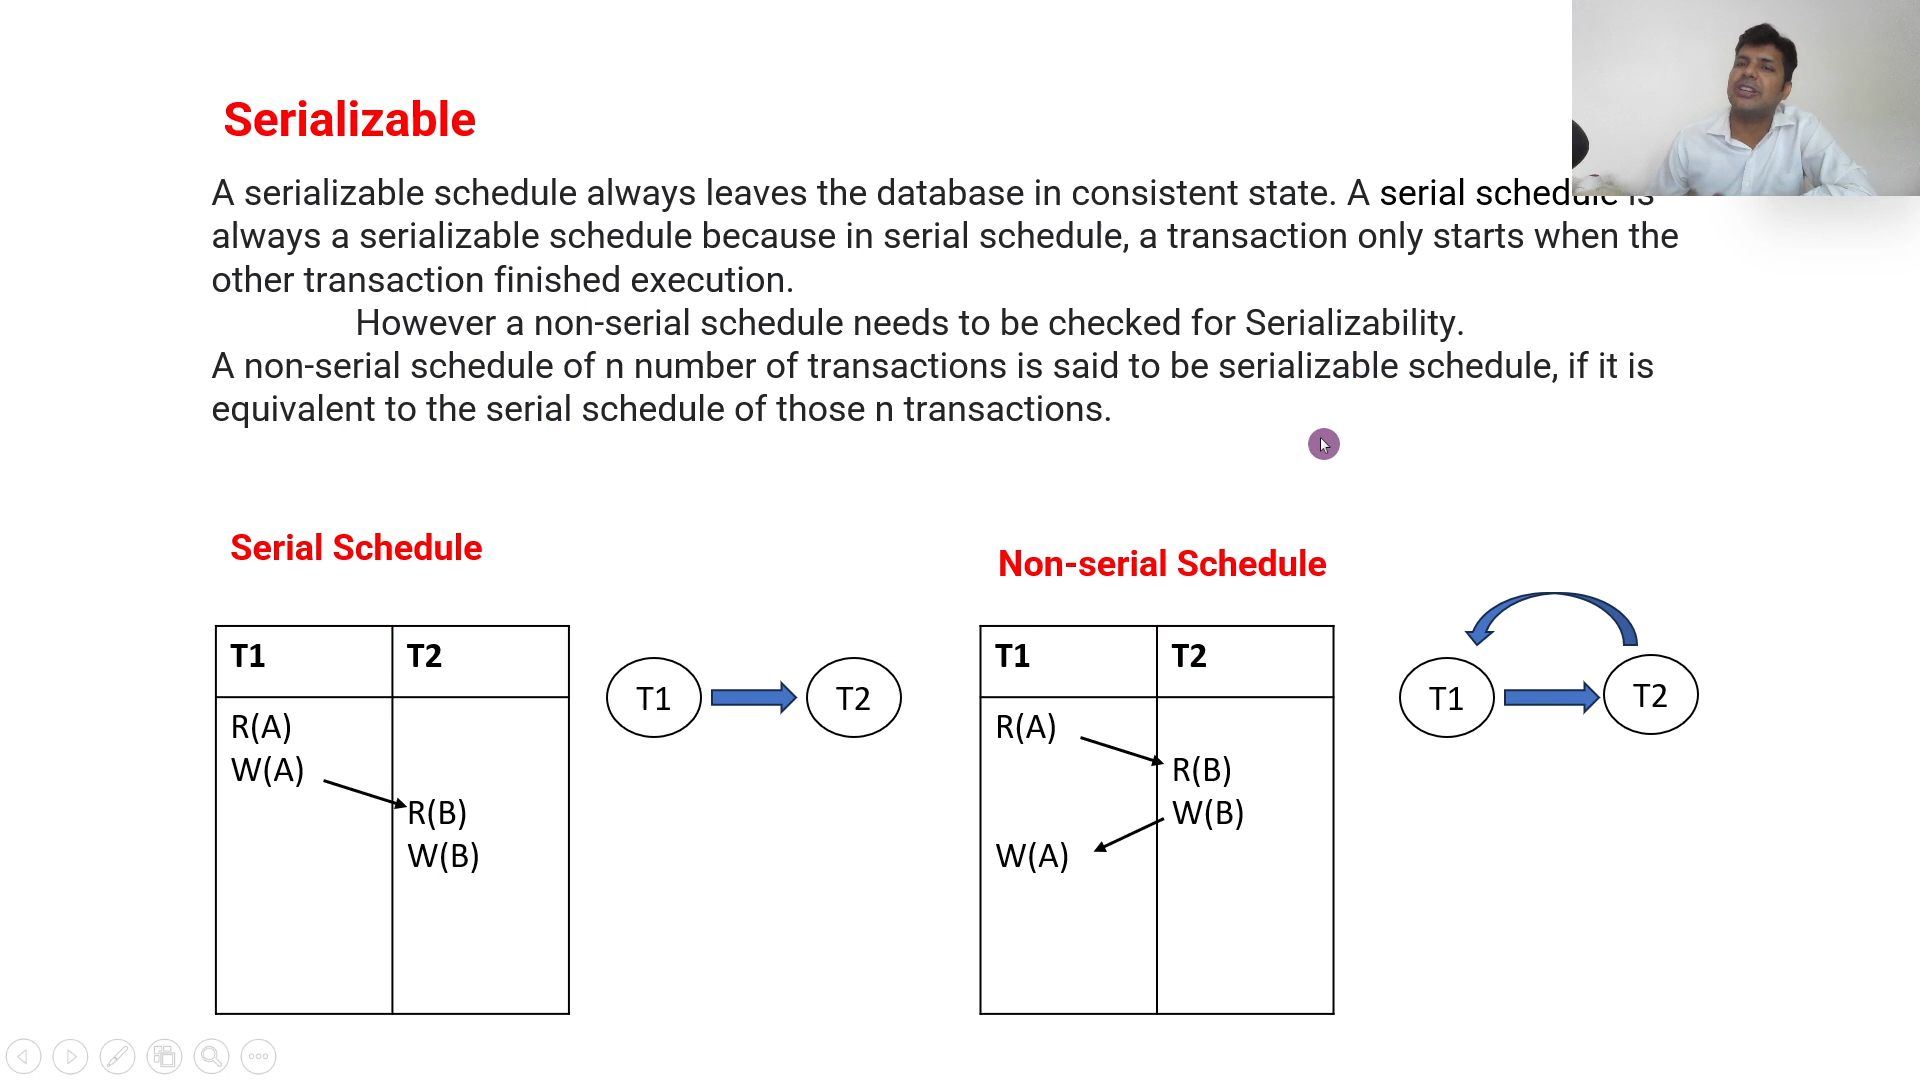 Serializable
A serializable schedule always leaves the database in consistent state. A serial schedule is
always a serializable schedule because in serial schedule, a transaction only starts when the
other transaction finished execution.
However a non-serial schedule needs to be checked for Serializability.
A non-serial schedule of n number of transactions is said to be serializable schedule, if it is
equivalent to the serial schedule of those n transactions.
Serial Schedule
T1 T2
R(A)
W(A)
R(B)
W(B)
T1 T2
Non-serial Schedule
T1 T2
R(A)
R(B)
W(B)
W(A)
T1 T2